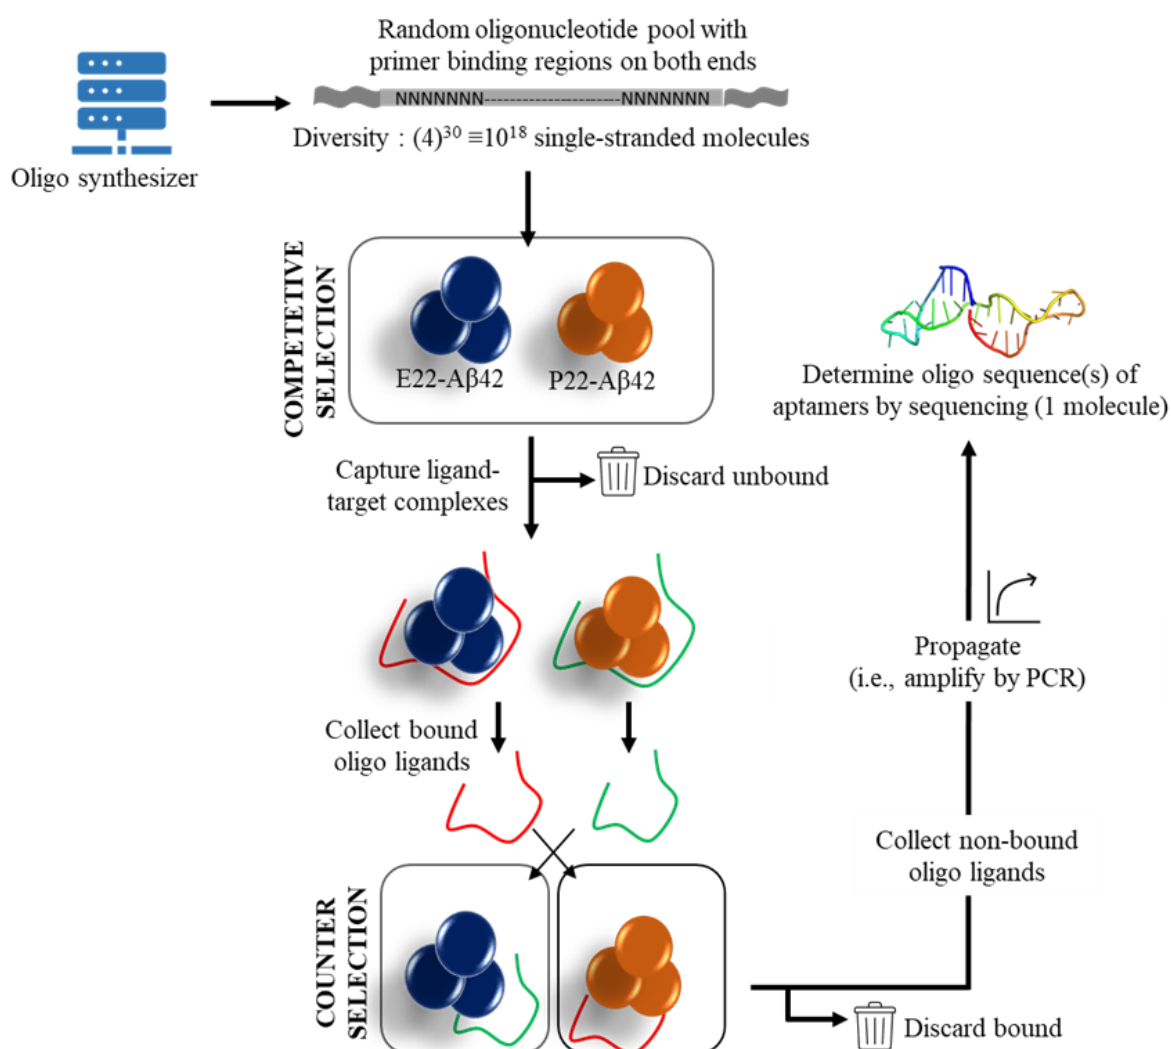 Random oligonucleotide pool with
primer binding regions on both ends
NNNNNNN--------------------NNNNNNN
Diversity : (4)³⁰ ≡10¹⁸ single-stranded molecules
Oligo synthesizer
COMPETETIVE
SELECTION
E22-Aβ42
P22-Aβ42
Capture ligand-
target complexes
Discard unbound
Collect bound
oligo ligands
COUNTER
SELECTION
Discard bound
Collect non-bound
oligo ligands
Propagate
(i.e., amplify by PCR)
Determine oligo sequence(s) of
aptamers by sequencing (1 molecule)